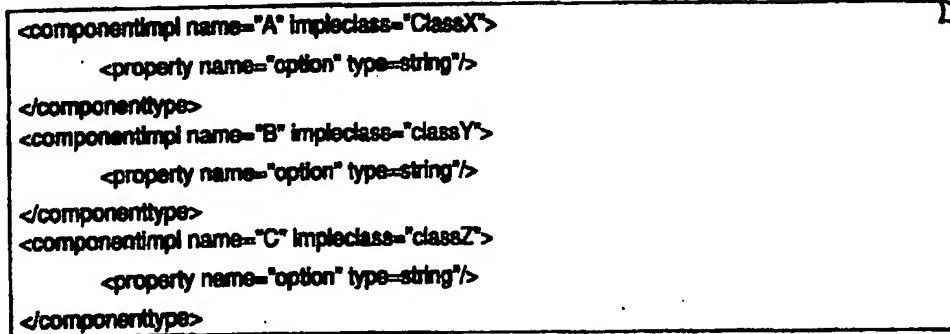 <componentimpl name="A" impleclass="ClassX">
<property name="option" type=string"/>
</componenttype>
<componentimpl name="B" impleclass="classY">
<property name="option" type=string"/>
</componenttype>
<componentimpl name="C" impleclass="classZ">
<property name="option" type=string"/>
</componenttype>